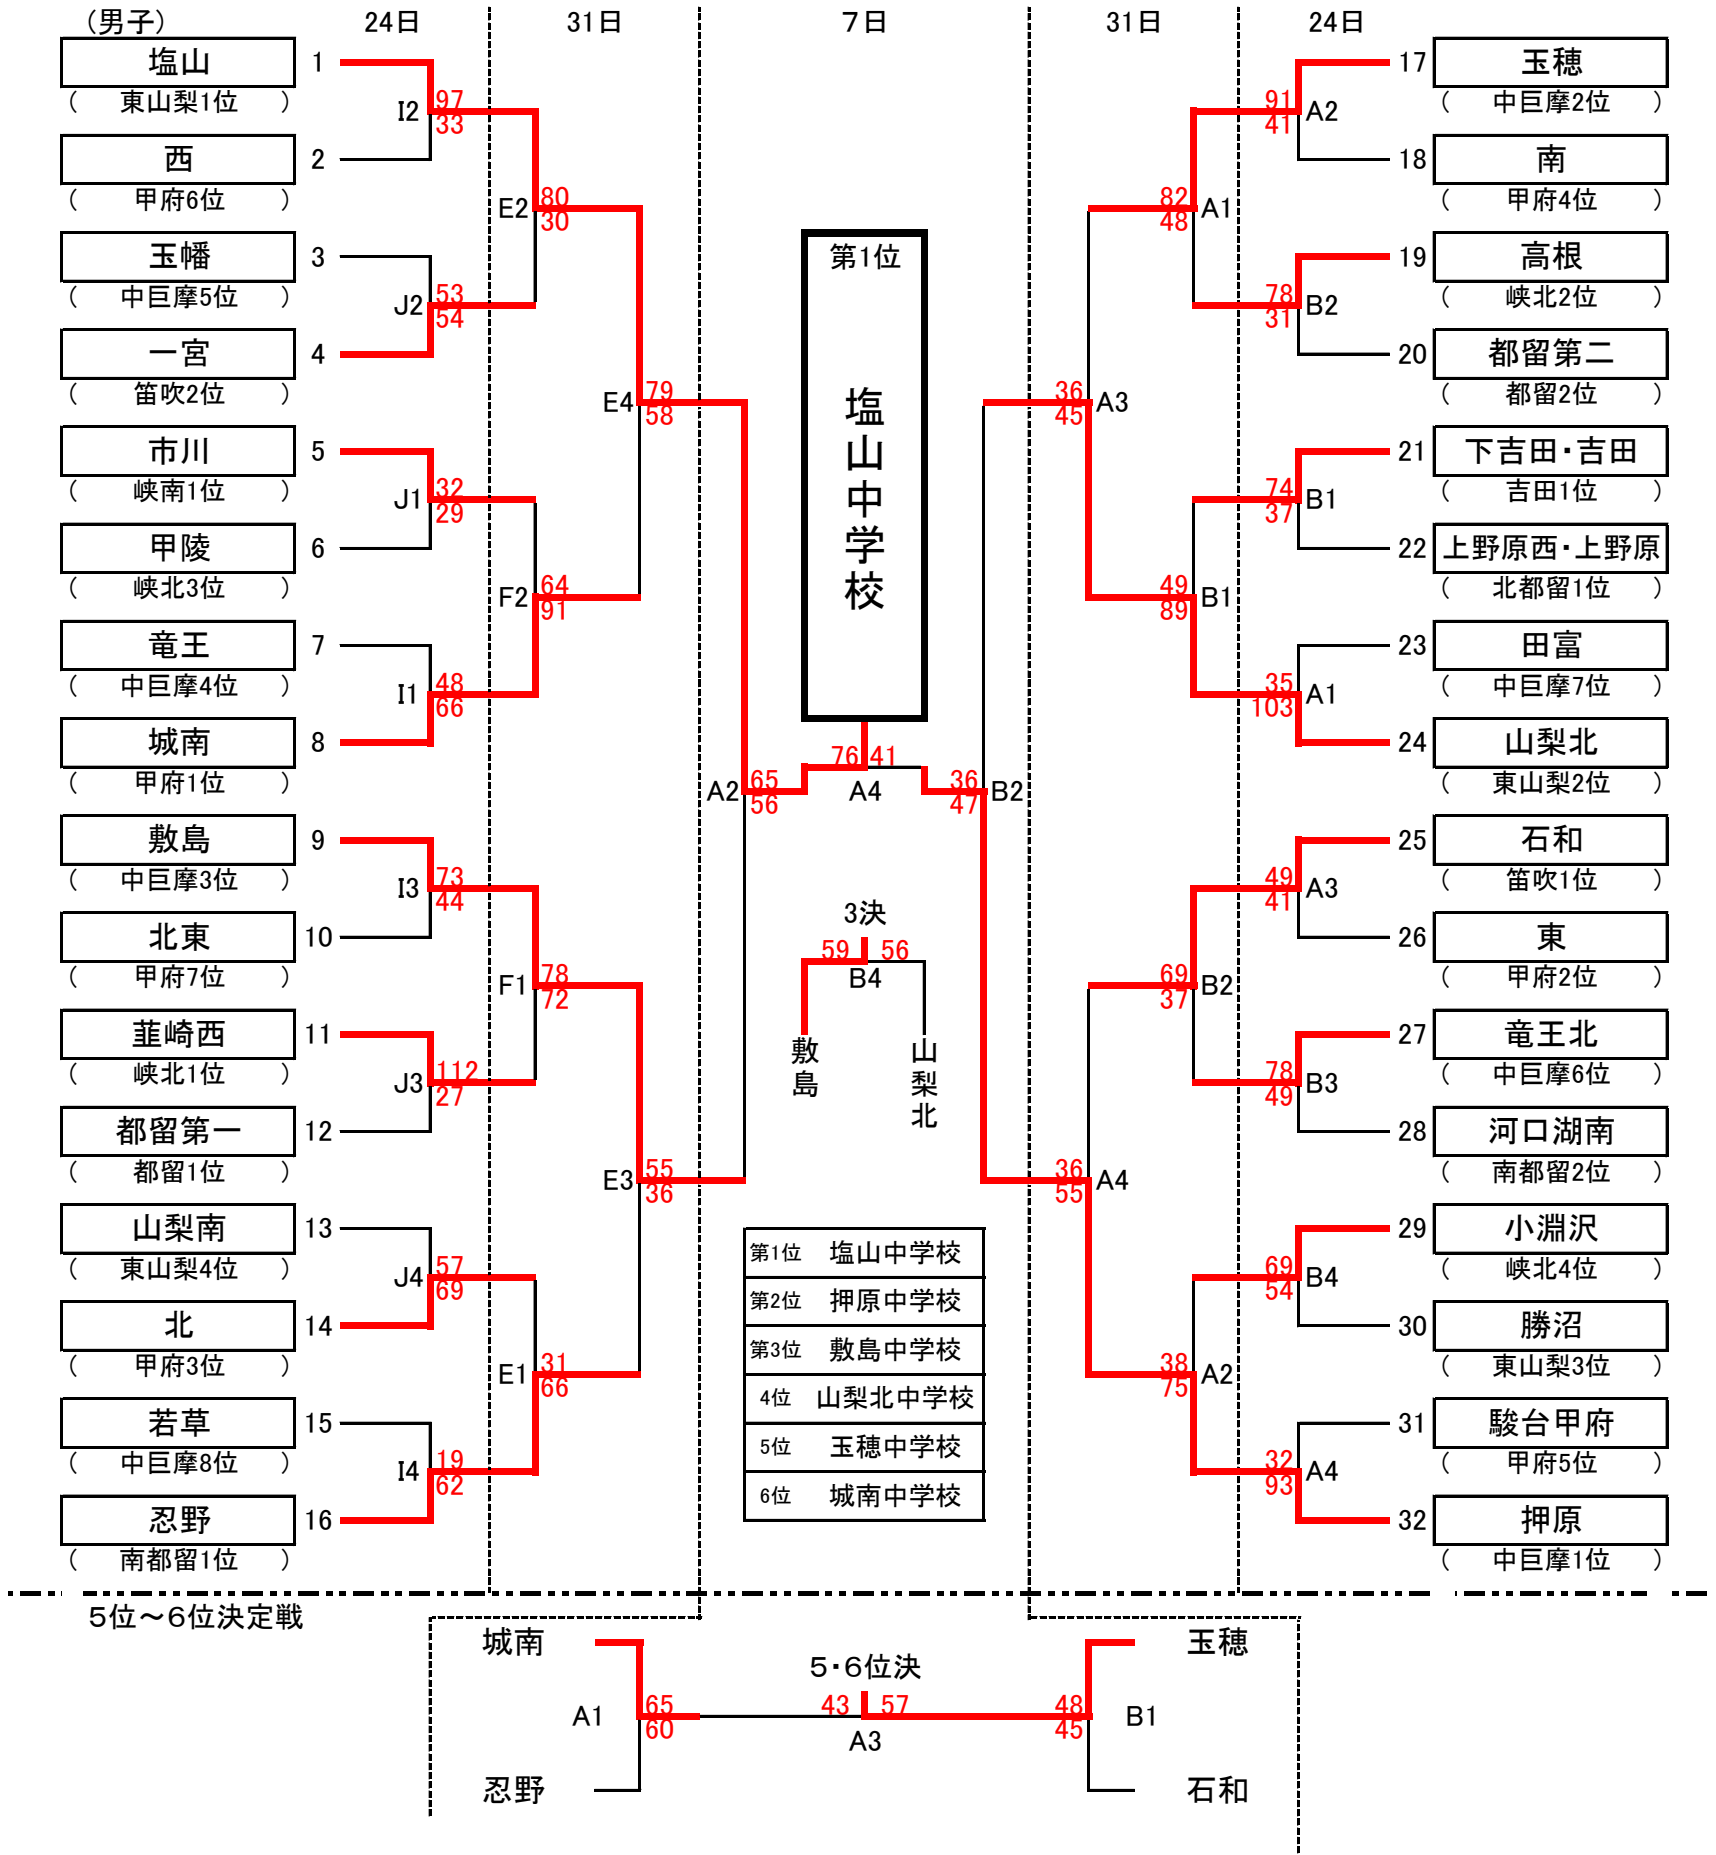 （男子）
24日
31日
７日
31日
24日
塩山
1
（ 東山梨1位 ）
I2
97
33
西
2
（ 甲府6位 ）
E2
80
30
玉幡
3
（ 中巨摩5位 ）
J2
53
54
一宮
4
（ 笛吹2位 ）
E4
79
58
市川
5
（ 峡南1位 ）
J1
32
29
甲陵
6
（ 峡北3位 ）
F2
64
91
竜王
7
（ 中巨摩4位 ）
I1
48
66
城南
8
（ 甲府1位 ）
A2
65
56
敷島
9
（ 中巨摩3位 ）
I3
73
44
北東
10
（ 甲府7位 ）
F1
78
72
韮崎西
11
（ 峡北1位 ）
J3
112
27
都留第一
12
（ 都留1位 ）
E3
55
36
山梨南
13
（ 東山梨4位 ）
J4
57
69
北
14
（ 甲府3位 ）
E1
31
66
若草
15
（ 中巨摩8位 ）
I4
19
62
忍野
16
（ 南都留1位 ）
第1位
塩山中学校
76 41
A4
3決
59 56
B4
敷島
山梨北
第1位 塩山中学校
第2位 押原中学校
第3位 敷島中学校
4位 山梨北中学校
5位 玉穂中学校
6位 城南中学校
17
玉穂
（ 中巨摩2位 ）
91
41
A2
18
南
（ 甲府4位 ）
82
48
A1
19
高根
（ 峡北2位 ）
78
31
B2
20
都留第二
（ 都留2位 ）
36
45
A3
21
下吉田・吉田
（ 吉田1位 ）
74
37
B1
22
上野原西・上野原
（ 北都留1位 ）
49
89
B1
23
田富
（ 中巨摩7位 ）
35
103
A1
24
山梨北
（ 東山梨2位 ）
36
47
B2
25
石和
（ 笛吹1位 ）
49
41
A3
26
東
（ 甲府2位 ）
69
37
B2
27
竜王北
（ 中巨摩6位 ）
78
49
B3
28
河口湖南
（ 南都留2位 ）
36
55
A4
29
小淵沢
（ 峡北4位 ）
69
54
B4
30
勝沼
（ 東山梨3位 ）
38
75
A2
31
駿台甲府
（ 甲府5位 ）
32
93
A4
32
押原
（ 中巨摩1位 ）
５位～６位決定戦
城南
玉穂
５・６位決
A1
65
60
43 57
A3
48
45
B1
忍野
石和